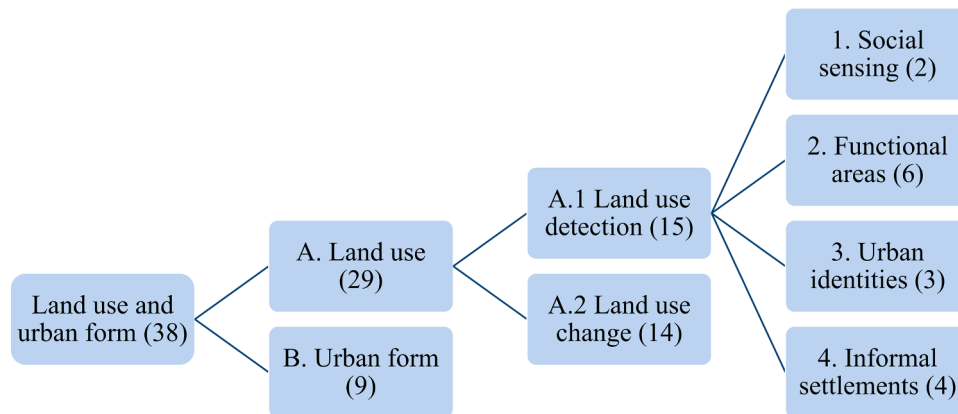 Land use and
urban form (38)
A. Land use
(29)
B. Urban form
(9)
A.1 Land use
detection (15)
A.2 Land use
change (14)
1. Social
sensing (2)
2. Functional
areas (6)
3. Urban
identities (3)
4. Informal
settlements (4)